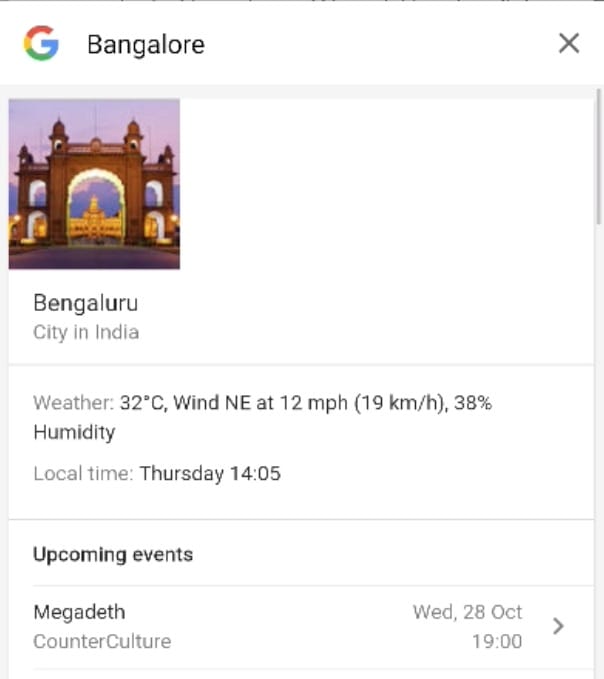 Bangalore
Bengaluru
City in India
Weather: 32°C, Wind NE at 12 mph (19 km/h), 38%
Humidity
Local time: Thursday 14:05
Upcoming events
Megadeth
Wed, 28 Oct
CounterCulture
19:00